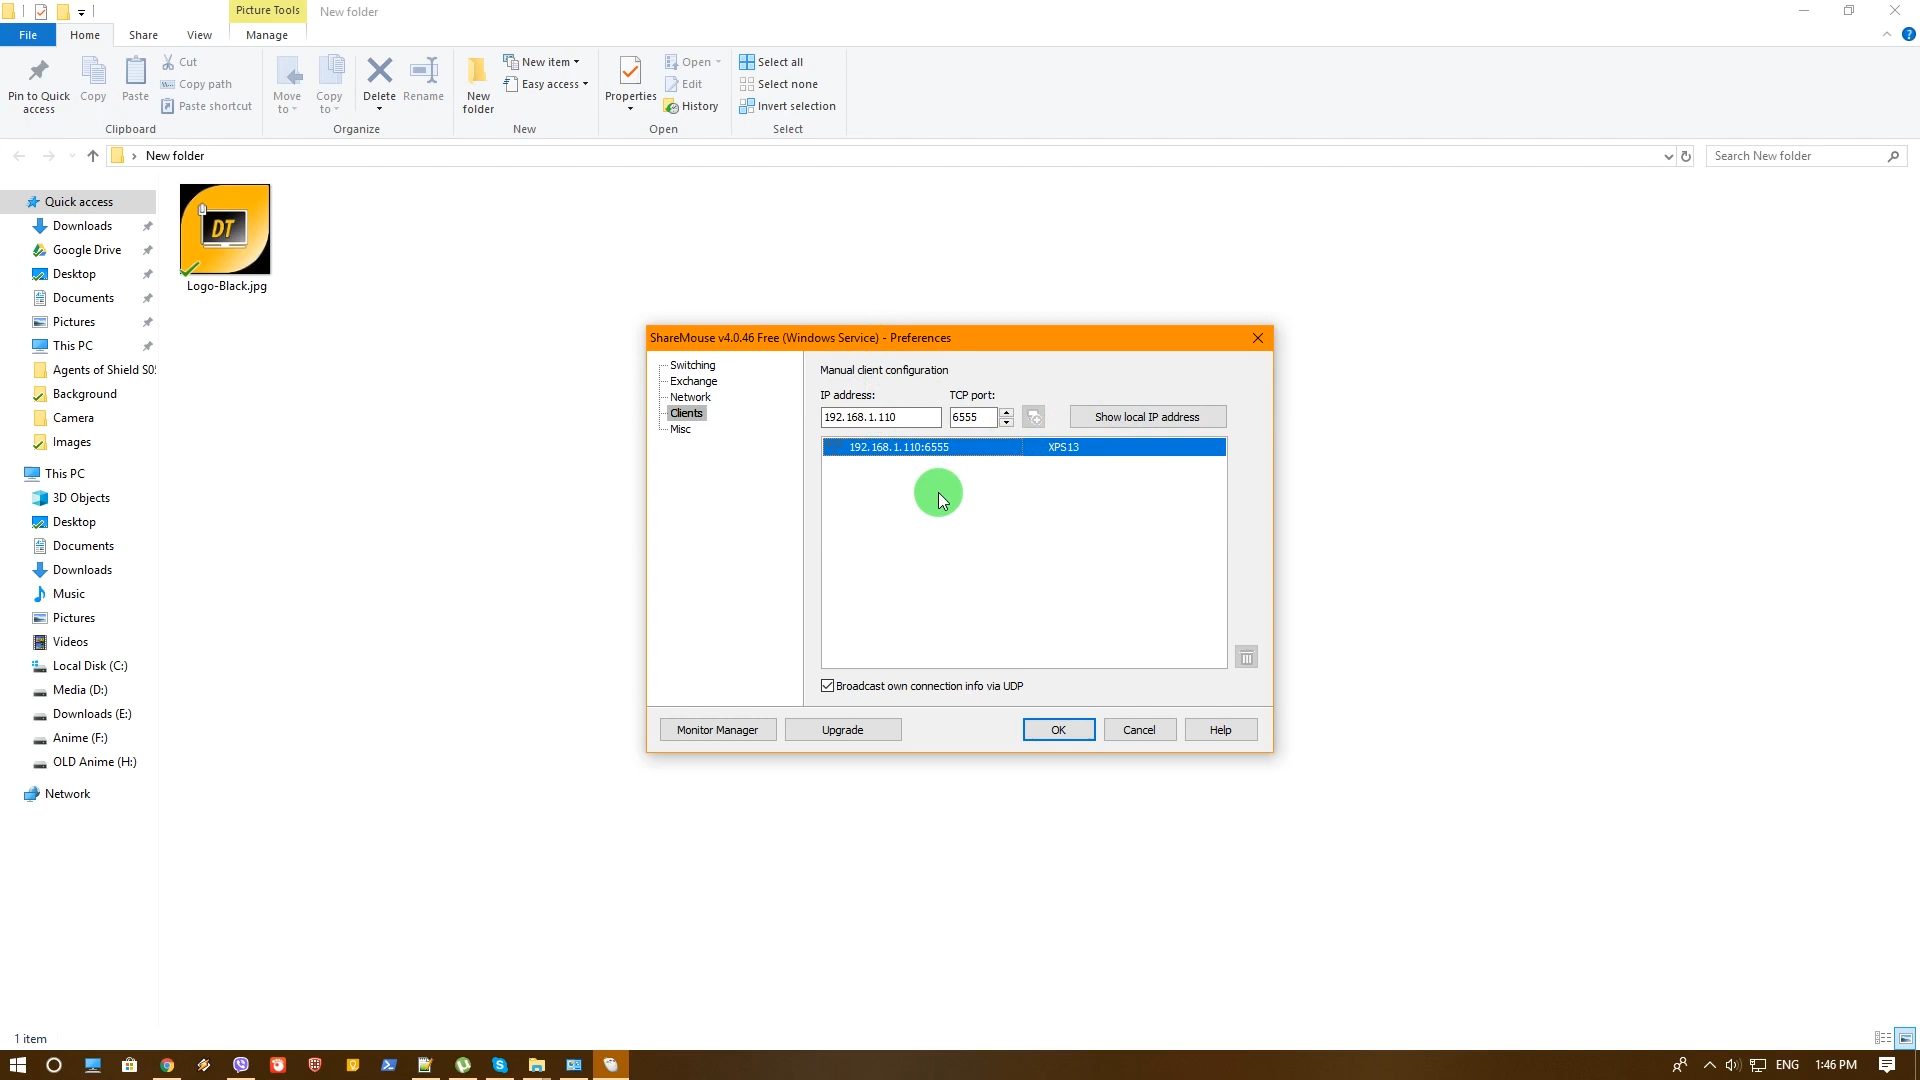 Picture Tools
New folder
File
Home
Share
View
Manage
Pin to Quick access
Copy
Paste
Cut
Copy path
Paste shortcut
Clipboard
Move to
Copy to
Delete
Rename
Organize
New folder
New item
Easy access
New
Properties
Open
Edit
History
Open
Select all
Select none
Invert selection
Select
New folder
Search New folder
Quick access
Downloads
Google Drive
Desktop
Documents
Pictures
This PC
Agents of Shield S0
Background
Camera
Images
This PC
3D Objects
Desktop
Documents
Downloads
Music
Pictures
Videos
Local Disk (C:)
Media (D:)
Downloads (E:)
Anime (F:)
OLD Anime (H:)
Network
DT
Logo-Black.jpg
ShareMouse v4.0.46 Free (Windows Service) - Preferences
Switching
Exchange
Network
Clients
Misc
Manual client configuration
IP address:
TCP port:
192.168.1.110
6555
Show local IP address
192.168.1.110:6555
XPS13
Broadcast own connection info via UDP
Monitor Manager
Upgrade
OK
Cancel
Help
1 item
ENG
1:46 PM